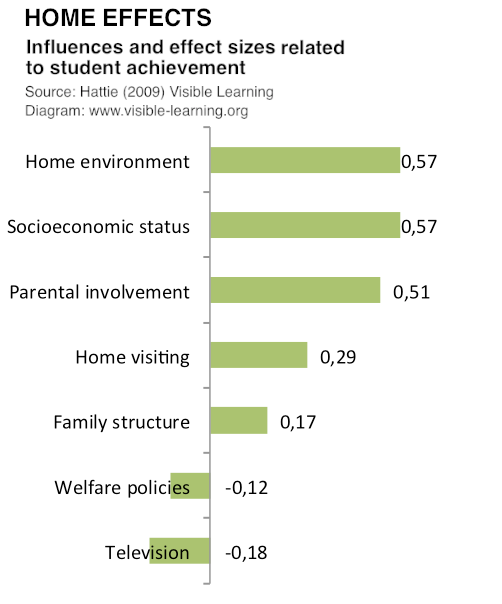 HOME EFFECTS
Influences and effect sizes related
to student achievement
Source: Hattie (2009) Visible Learning
Diagram: www.visible-learning.org
Home environment 0,57
Socioeconomic status 0,57
Parental involvement 0,51
Home visiting 0,29
Family structure 0,17
Welfare policies -0,12
Television -0,18